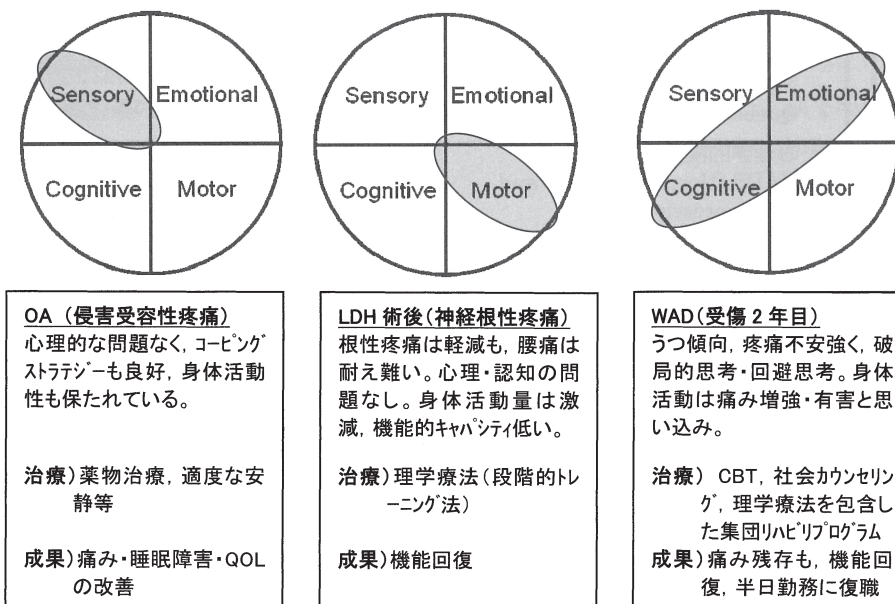 Sensory Emotional
Cognitive Motor
Sensory Emotional
Cognitive Motor
Sensory Emotional
Cognitive Motor
OA (侵害受容性疼痛)
心理的な問題なく, コーピング
ストラテジーも良好, 身体活動
性も保たれている。
治療)薬物治療, 適度な安
静等
成果)痛み・睡眠障害・QOL
の改善
LDH 術後(神経根性疼痛)
根性疼痛は軽減も, 腰痛は
耐え難い。心理・認知の問
題なし。身体活動量は激
減, 機能的キャパシティ低い。
治療)理学療法(段階的トレ
ーニング法)
成果)機能回復
WAD(受傷 2 年目)
うつ傾向, 疼痛不安強く, 破
局的思考・回避思考。身体
活動は痛み増強・有害と思
い込み。
治療) CBT, 社会カウンセリン
グ, 理学療法を包含し
た集団リハビリプログラム
成果)痛み残存も, 機能回
復, 半日勤務に復職